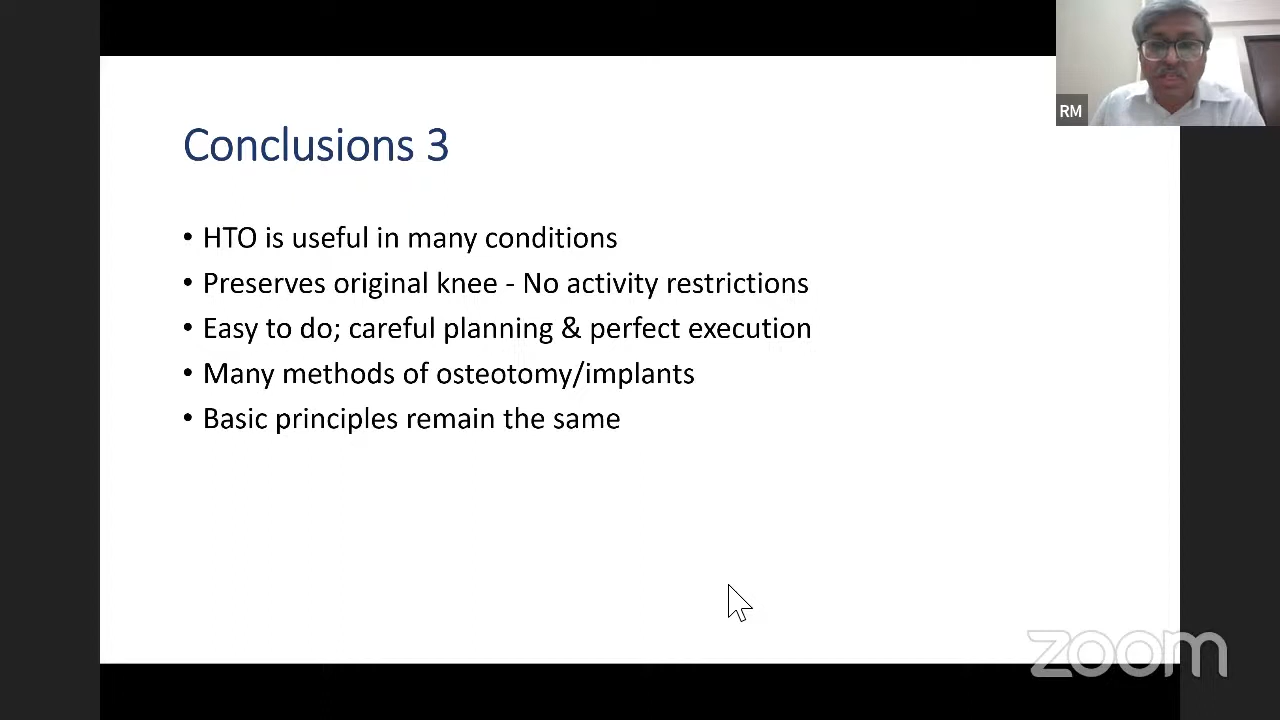 RM
Conclusions 3
• HTO is useful in many conditions
• Preserves original knee - No activity restrictions
• Easy to do; careful planning & perfect execution
• Many methods of osteotomy/implants
• Basic principles remain the same
zoom